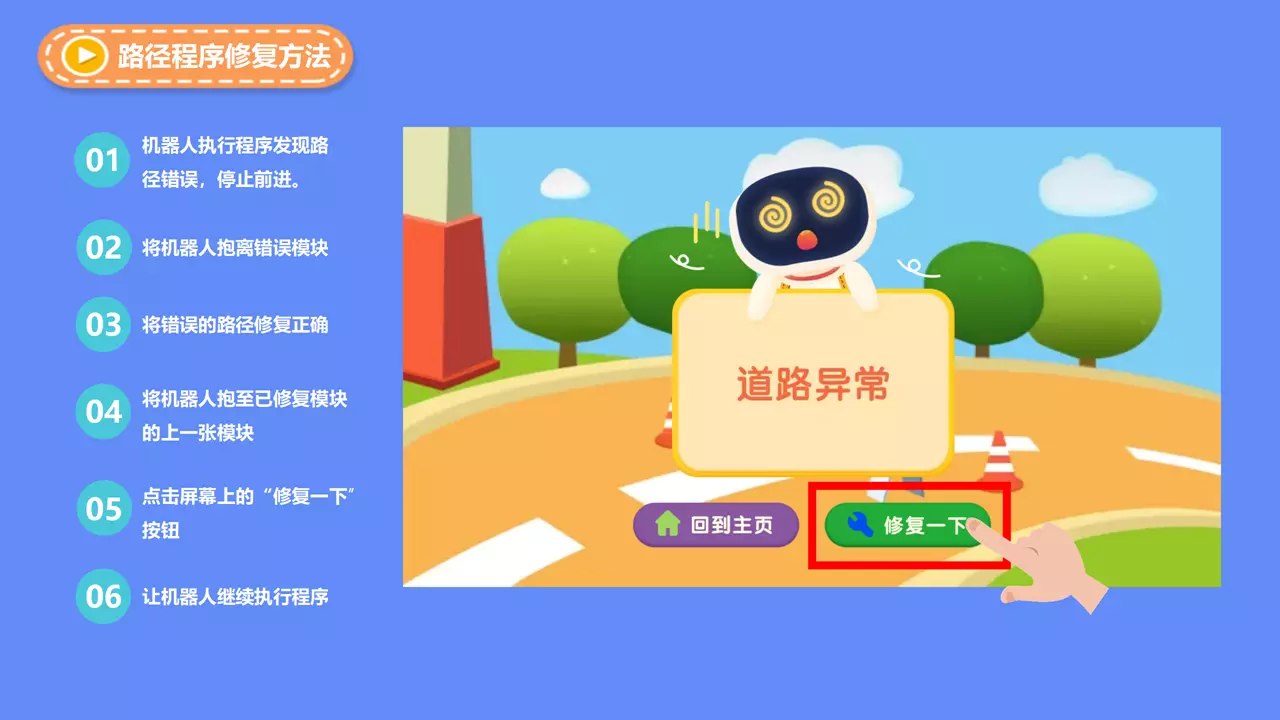 路径程序修复方法
01
机器人执行程序发现路
径错误，停止前进。
02
将机器人抱离错误模块
03
将错误的路径修复正确
04
将机器人抱至已修复模块
的上一张模块
05
点击屏幕上的“修复一下”
按钮
06
让机器人继续执行程序
道路异常
回到主页
修复一下